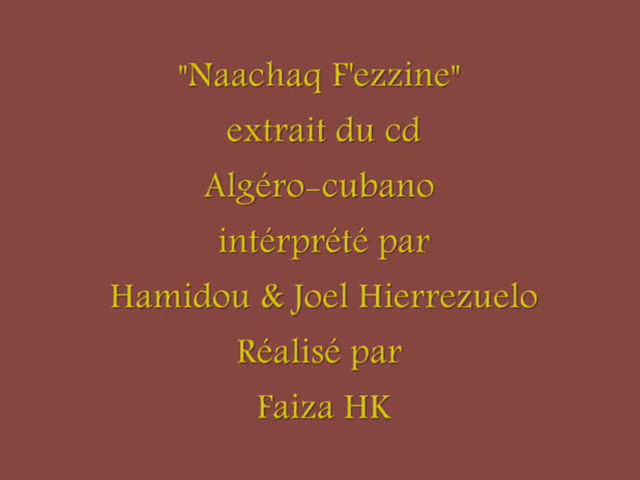 "Naachaq F'ezzine"
extrait du cd
Algéro-cubano
intérprété par
Hamidou & Joel Hierrezuelo
Réalisé par
Faiza HK